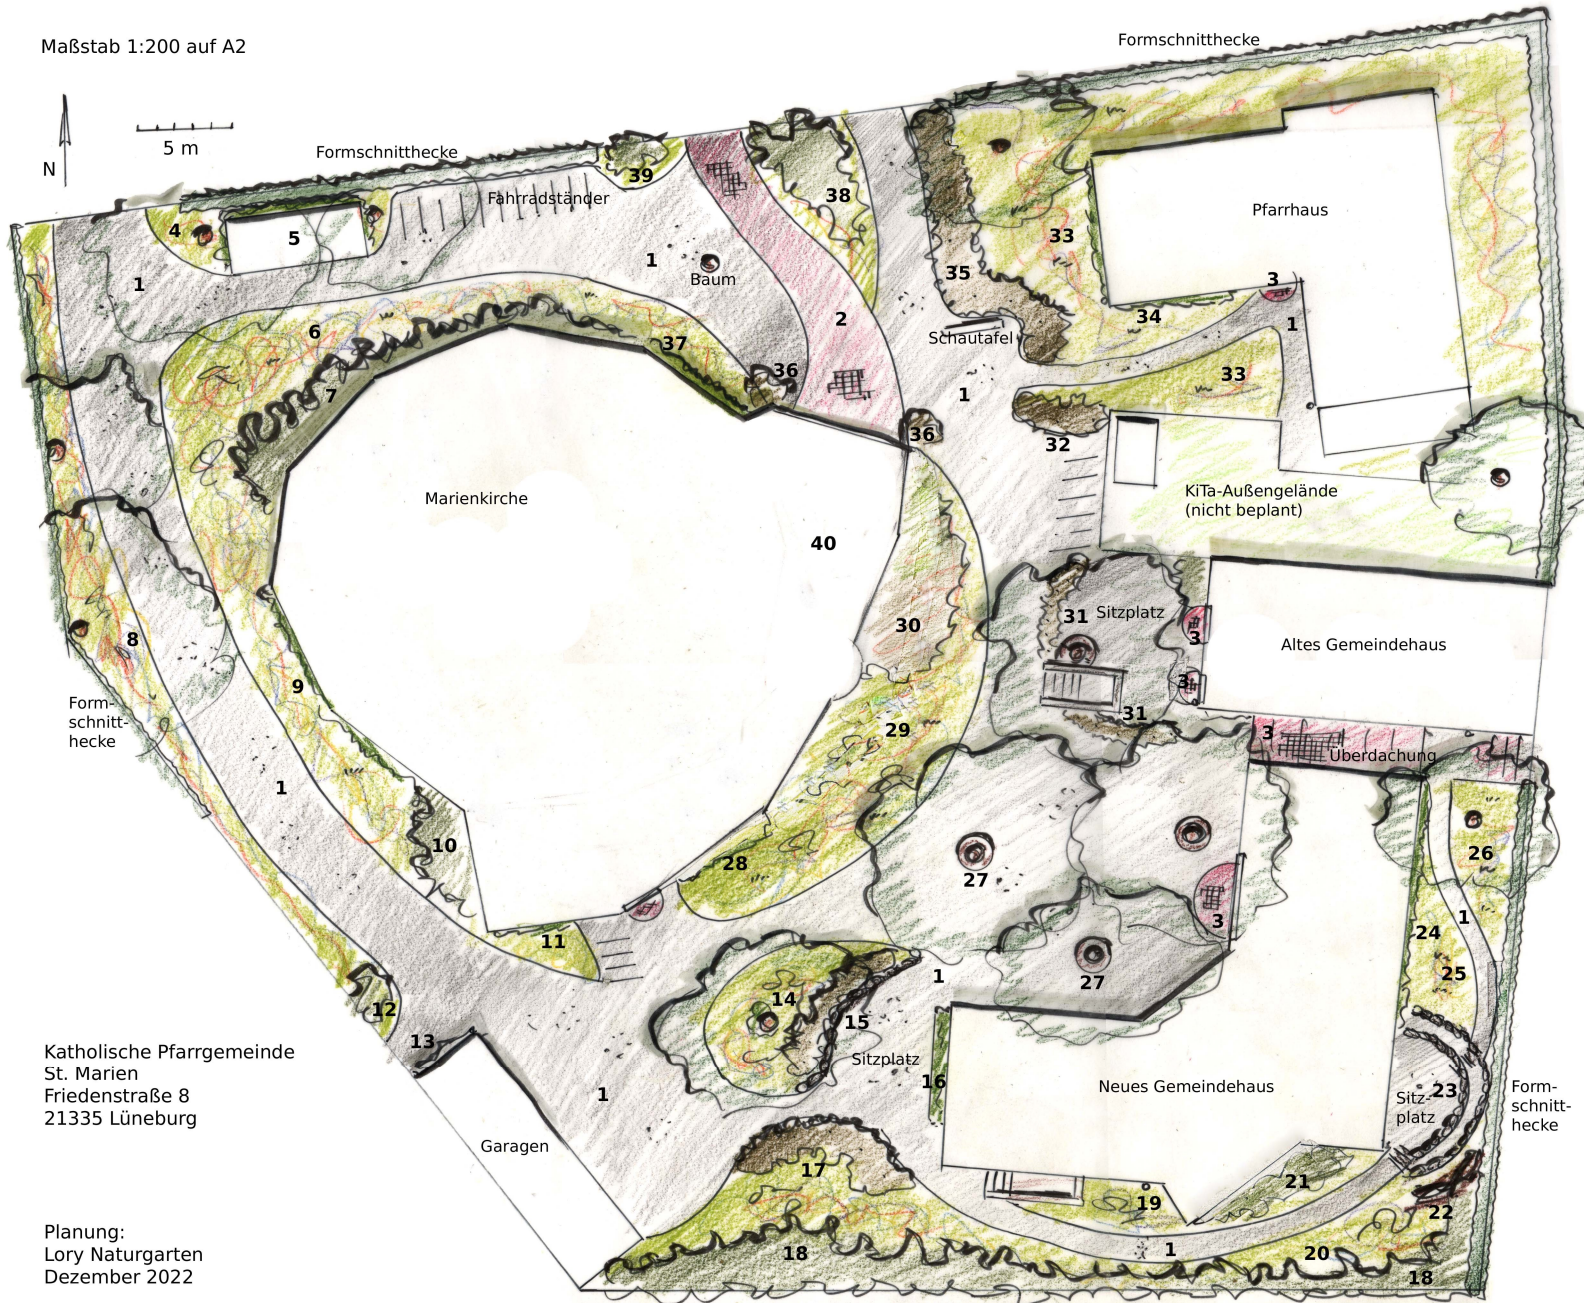 Maßstab 1:200 auf A2
Formschnitthecke
5 m
N
Formschnitthecke
39
Fahrradständer
38
4
5
Pfarrhaus
33
1
1
Baum
35
3
2
34
1
6
Schautafel
37
36
33
7
1
36
32
Marienkirche
KiTa-Außengelände
(nicht beplant)
40
31
Sitzplatz
30
3
8
Altes Gemeindehaus
3
9
Form-
schnitt-
hecke
31
29
3
Überdachung
1
10
28
27
26
1
3
24
11
25
1
27
14
12
15
13
Katholische Pfarrgemeinde
St. Marien
Friedenstraße 8
21335 Lüneburg
Sitzplatz
16
1
Neues Gemeindehaus
23
Sitz-
platz
Form-
schnitt-
hecke
Garagen
17
21
19
22
Planung:
Lory Naturgarten
Dezember 2022
18
1
20
18